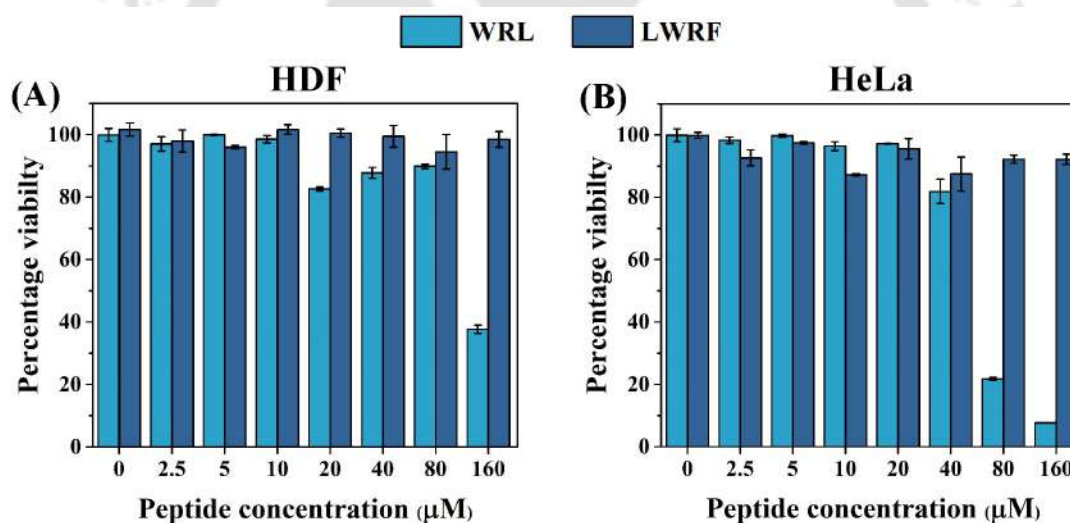 WRL LWRF
(A) HDF
Percentage viabilty
100
80
60
40
20
0
0 2.5 5 10 20 40 80 160
Peptide concentration (μM)
(B) HeLa
Percentage viabilty
100
80
60
40
20
0
0 2.5 5 10 20 40 80 160
Peptide concentration (μM)